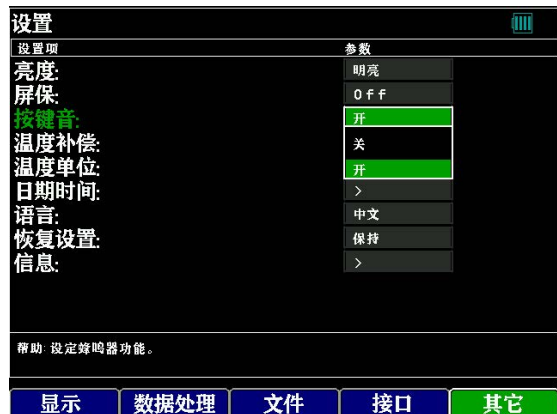 设置
设置项 参数
亮度: 明亮
屏保: Off
按键音: 开
温度补偿: 关
温度单位: 开
日期时间: >
语言: 中文
恢复设置: 保持
信息: >
帮助: 设定蜂鸣器功能。
显示 数据处理 文件 接口 其它